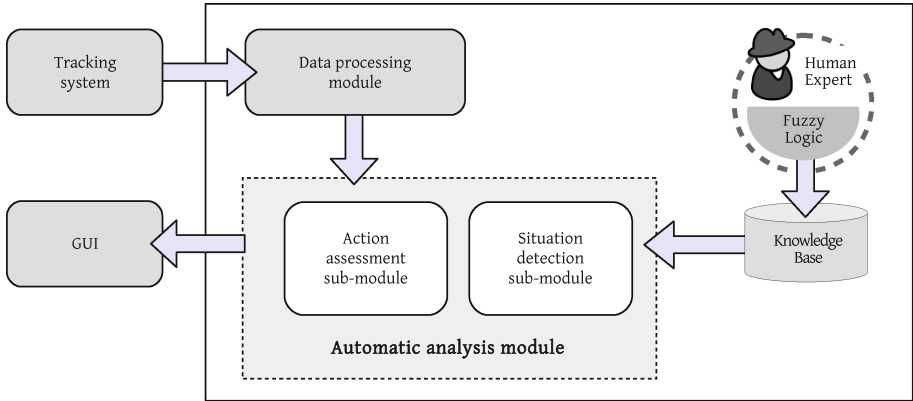 Tracking
system
Data processing
module
Human
Expert
Fuzzy
Logic
GUI
Action
assessment
sub-module
Situation
detection
sub-module
Knowledge
Base
Automatic analysis module